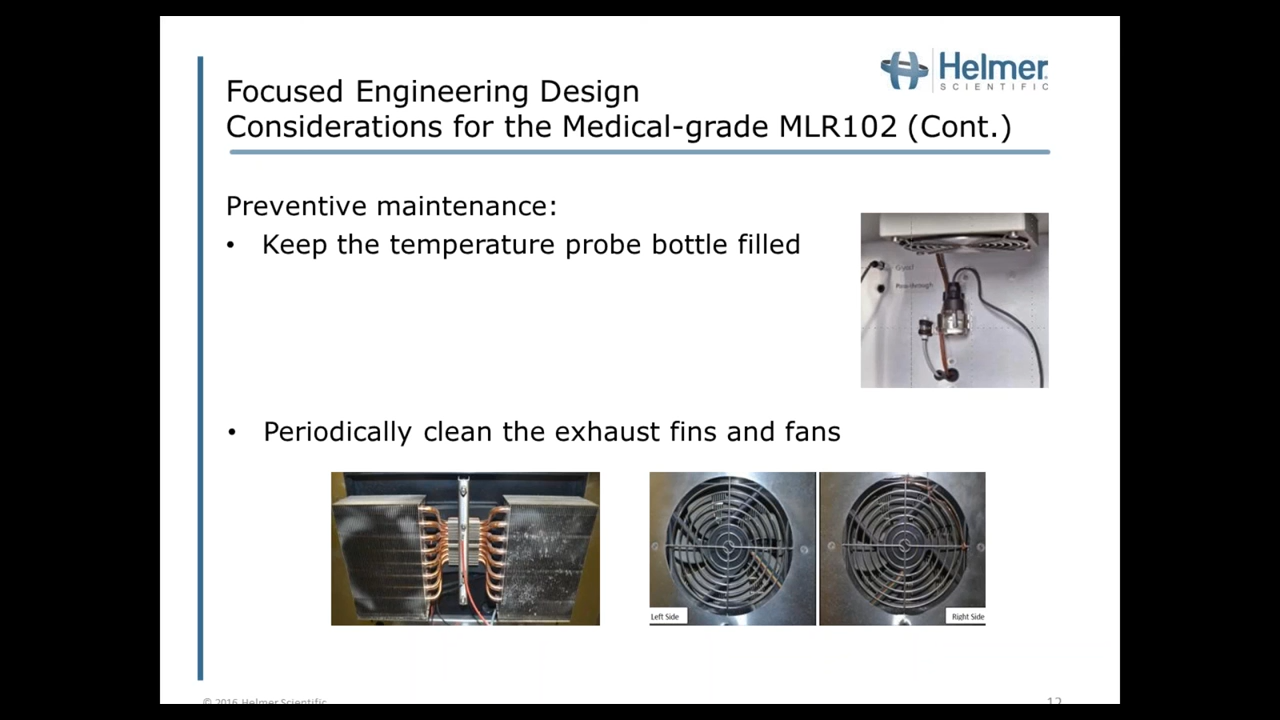 Helmer
SCIENTIFIC
Focused Engineering Design
Considerations for the Medical-grade MLR102 (Cont.)
Preventive maintenance:
• Keep the temperature probe bottle filled
• Periodically clean the exhaust fins and fans
Left Side
Right Side
© 2016 Helmer Scientific
12